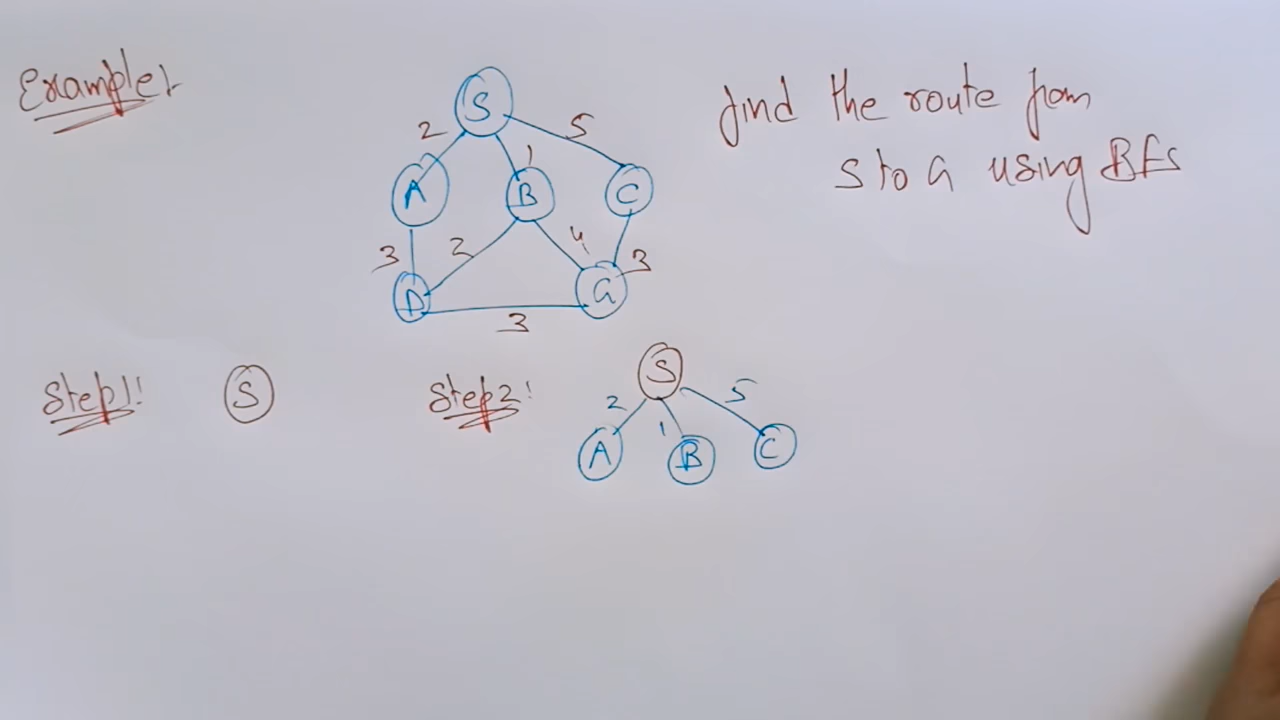 Example:
find the route from
S to G using BFS
S
2
1
5
A
B
C
3
2
4
3
D
G
3
Step1:
S
Step2:
S
2
1
5
A
B
C